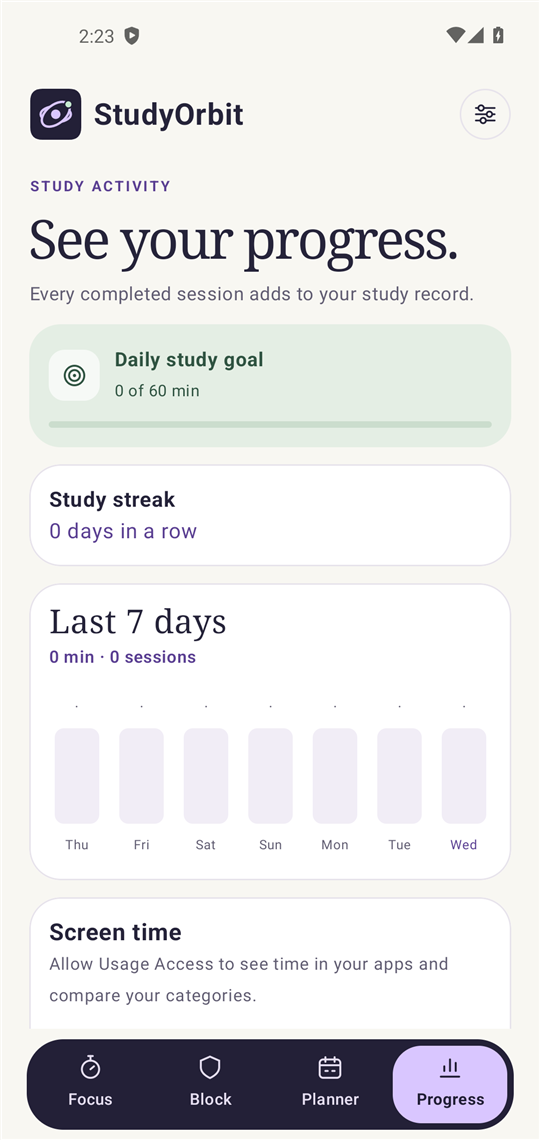 2:23
StudyOrbit
STUDY ACTIVITY
See your progress.
Every completed session adds to your study record.
Daily study goal
0 of 60 min
Study streak
0 days in a row
Last 7 days
0 min · 0 sessions
· · · · · · ·
Thu Fri Sat Sun Mon Tue Wed
Screen time
Allow Usage Access to see time in your apps and
compare your categories.
Focus Block Planner Progress